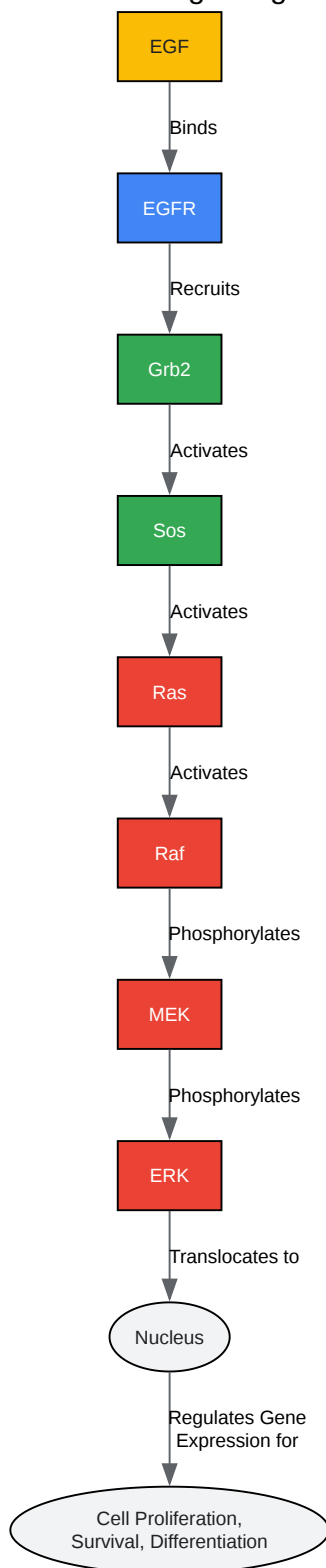 EGF
Binds
EGFR
Recruits
Grb2
Activates
Sos
Activates
Ras
Activates
Raf
Phosphorylates
MEK
Phosphorylates
ERK
Translocates to
Nucleus
Regulates Gene
Expression for
Cell Proliferation,
Survival, Differentiation